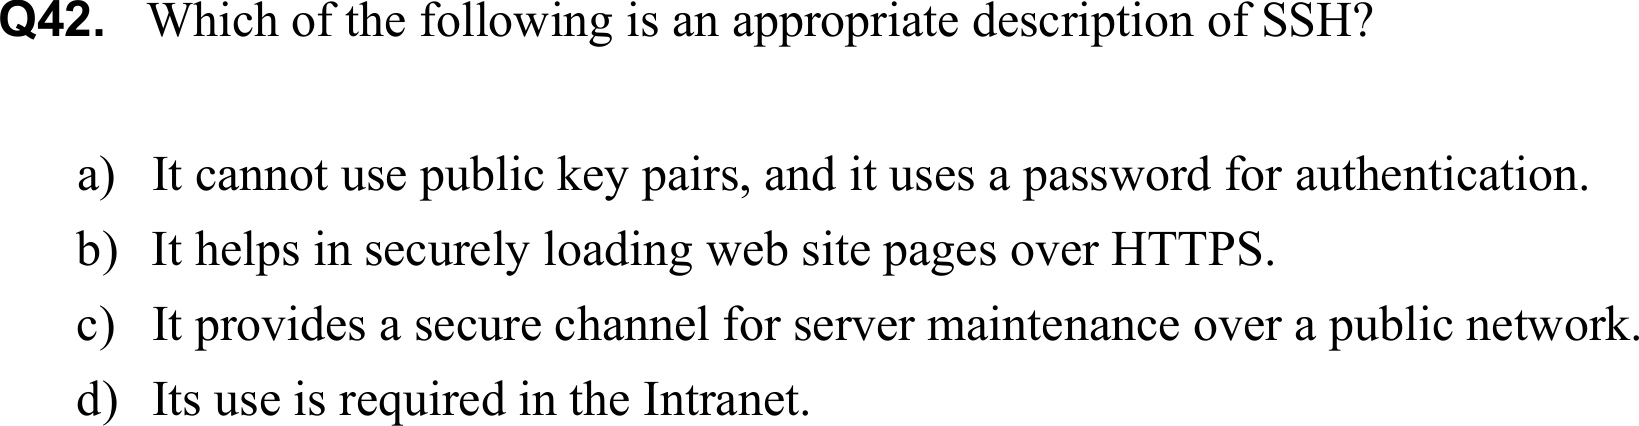 Q42. Which of the following is an appropriate description of SSH?
a) It cannot use public key pairs, and it uses a password for authentication.
b) It helps in securely loading web site pages over HTTPS.
c) It provides a secure channel for server maintenance over a public network.
d) Its use is required in the Intranet.